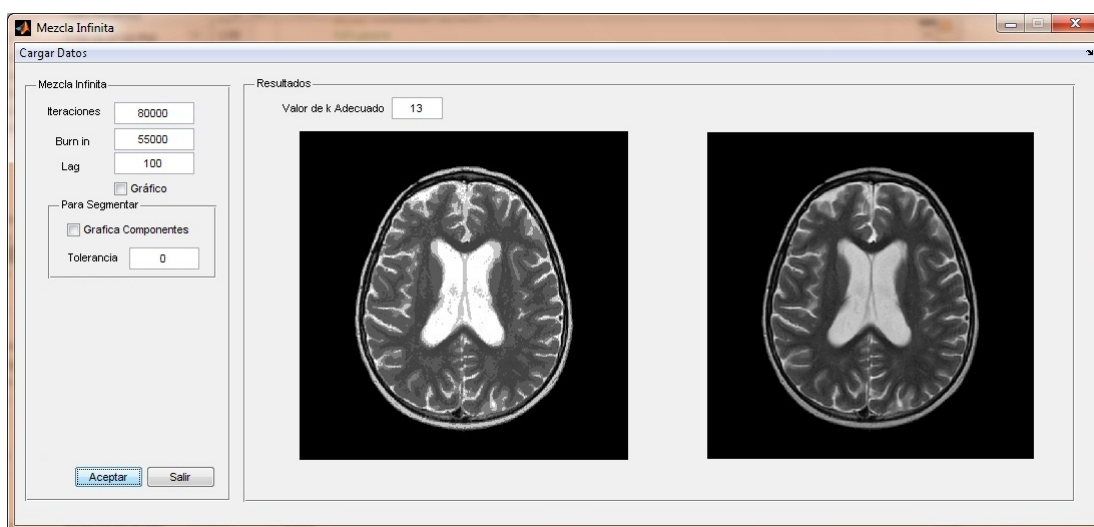 Mezcla Infinita
Cargar Datos
Mezcla Infinita
Iteraciones 80000
Burn in 55000
Lag 100
Gráfico
Para Segmentar
Grafica Componentes
Tolerancia 0
Aceptar Salir
Resultados
Valor de k Adecuado 13